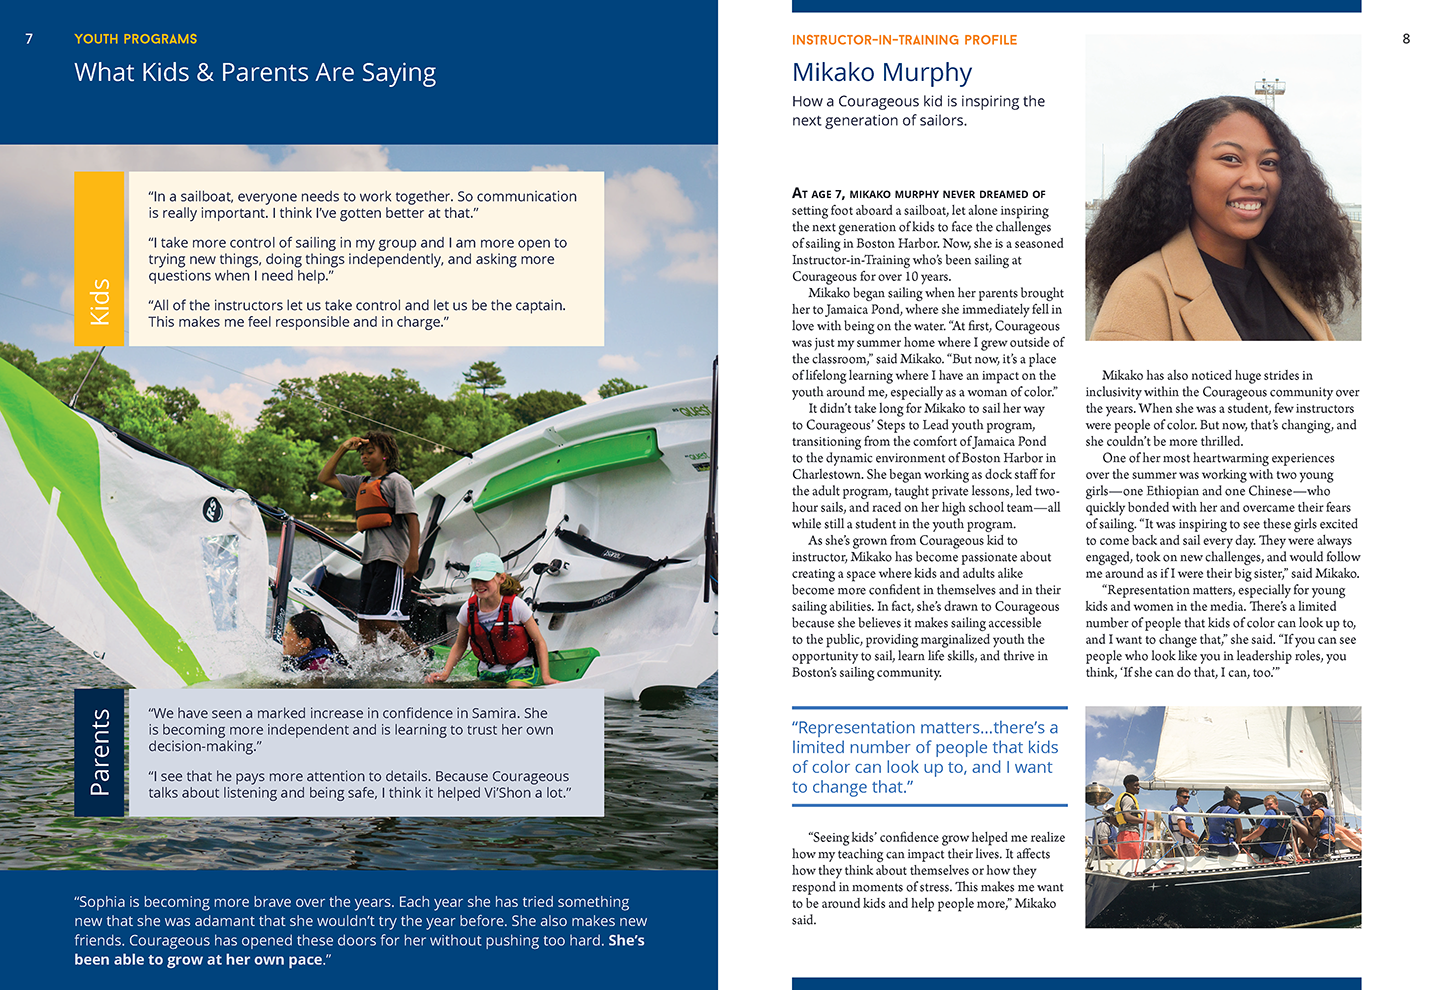 7
YOUTH PROGRAMS
What Kids & Parents Are Saying
Kids
“In a sailboat, everyone needs to work together. So communication
is really important. I think I’ve gotten better at that.”
“I take more control of sailing in my group and I am more open to
trying new things, doing things independently, and asking more
questions when I need help.”
“All of the instructors let us take control and let us be the captain.
This makes me feel responsible and in charge.”
QUEST
RS
Parents
“We have seen a marked increase in confidence in Samira. She
is becoming more independent and is learning to trust her own
decision-making.”
“I see that he pays more attention to details. Because Courageous
talks about listening and being safe, I think it helped Vi’Shon a lot.”
“Sophia is becoming more brave over the years. Each year she has tried something
new that she was adamant that she wouldn’t try the year before. She also makes new
friends. Courageous has opened these doors for her without pushing too hard. She’s
been able to grow at her own pace.”
INSTRUCTOR-IN-TRAINING PROFILE
8
Mikako Murphy
How a Courageous kid is inspiring the
next generation of sailors.
AT AGE 7, MIKAKO MURPHY NEVER DREAMED OF
setting foot aboard a sailboat, let alone inspiring
the next generation of kids to face the challenges
of sailing in Boston Harbor. Now, she is a seasoned
Instructor-in-Training who’s been sailing at
Courageous for over 10 years.
Mikako began sailing when her parents brought
her to Jamaica Pond, where she immediately fell in
love with being on the water. “At first, Courageous
was just my summer home where I grew outside of
the classroom,” said Mikako. “But now, it’s a place
of lifelong learning where I have an impact on the
youth around me, especially as a woman of color.”
It didn’t take long for Mikako to sail her way
to Courageous’ Steps to Lead youth program,
transitioning from the comfort of Jamaica Pond
to the dynamic environment of Boston Harbor in
Charlestown. She began working as dock staff for
the adult program, taught private lessons, led two-
hour sails, and raced on her high school team—all
while still a student in the youth program.
As she’s grown from Courageous kid to
instructor, Mikako has become passionate about
creating a space where kids and adults alike
become more confident in themselves and in their
sailing abilities. In fact, she’s drawn to Courageous
because she believes it makes sailing accessible
to the public, providing marginalized youth the
opportunity to sail, learn life skills, and thrive in
Boston’s sailing community.
“Representation matters...there’s a
limited number of people that kids
of color can look up to, and I want
to change that.”
“Seeing kids’ confidence grow helped me realize
how my teaching can impact their lives. It affects
how they think about themselves or how they
respond in moments of stress. This makes me want
to be around kids and help people more,” Mikako
said.
Mikako has also noticed huge strides in
inclusivity within the Courageous community over
the years. When she was a student, few instructors
were people of color. But now, that’s changing, and
she couldn’t be more thrilled.
One of her most heartwarming experiences
over the summer was working with two young
girls—one Ethiopian and one Chinese—who
quickly bonded with her and overcame their fears
of sailing. “It was inspiring to see these girls excited
to come back and sail every day. They were always
engaged, took on new challenges, and would follow
me around as if I were their big sister,” said Mikako.
“Representation matters, especially for young
kids and women in the media. There’s a limited
number of people that kids of color can look up to,
and I want to change that,” she said. “If you can see
people who look like you in leadership roles, you
think, ‘If she can do that, I can, too.’”